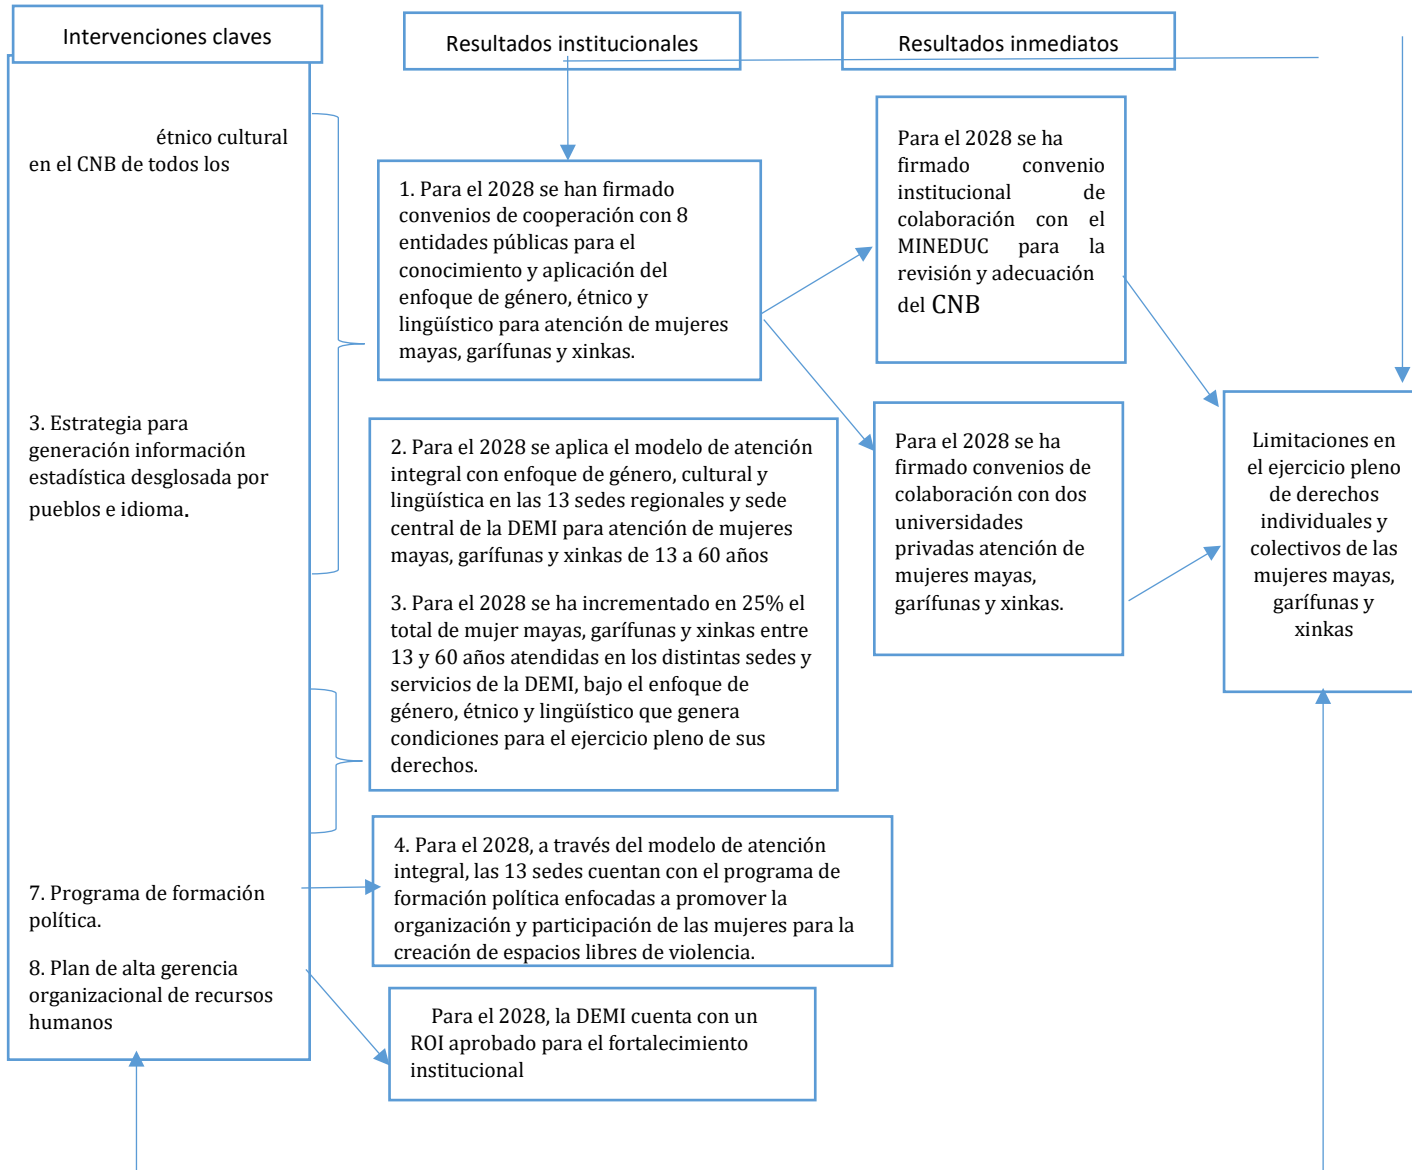 Intervenciones claves
Resultados institucionales
Resultados inmediatos
étnico cultural
en el CNB de todos los
3. Estrategia para
generación información
estadística desglosada por
pueblos e idioma.
7. Programa de formación
política.
8. Plan de alta gerencia
organizacional de recursos
humanos
1. Para el 2028 se han firmado
convenios de cooperación con 8
entidades públicas para el
conocimiento y aplicación del
enfoque de género, étnico y
lingüístico para atención de mujeres
mayas, garífunas y xinkas.
2. Para el 2028 se aplica el modelo de atención
integral con enfoque de género, cultural y
lingüística en las 13 sedes regionales y sede
central de la DEMI para atención de mujeres
mayas, garífunas y xinkas de 13 a 60 años
3. Para el 2028 se ha incrementado en 25% el
total de mujer mayas, garífunas y xinkas entre
13 y 60 años atendidas en los distintas sedes y
servicios de la DEMI, bajo el enfoque de
género, étnico y lingüístico que genera
condiciones para el ejercicio pleno de sus
derechos.
4. Para el 2028, a través del modelo de atención
integral, las 13 sedes cuentan con el programa de
formación política enfocadas a promover la
organización y participación de las mujeres para la
creación de espacios libres de violencia.
Para el 2028, la DEMI cuenta con un
ROI aprobado para el fortalecimiento
institucional
Para el 2028 se ha
firmado convenio
institucional de
colaboración con el
MINEDUC para la
revisión y adecuación
del CNB
Para el 2028 se ha
firmado convenios de
colaboración con dos
universidades
privadas atención de
mujeres mayas,
garífunas y xinkas.
Limitaciones en
el ejercicio pleno
de derechos
individuales y
colectivos de las
mujeres mayas,
garífunas y
xinkas